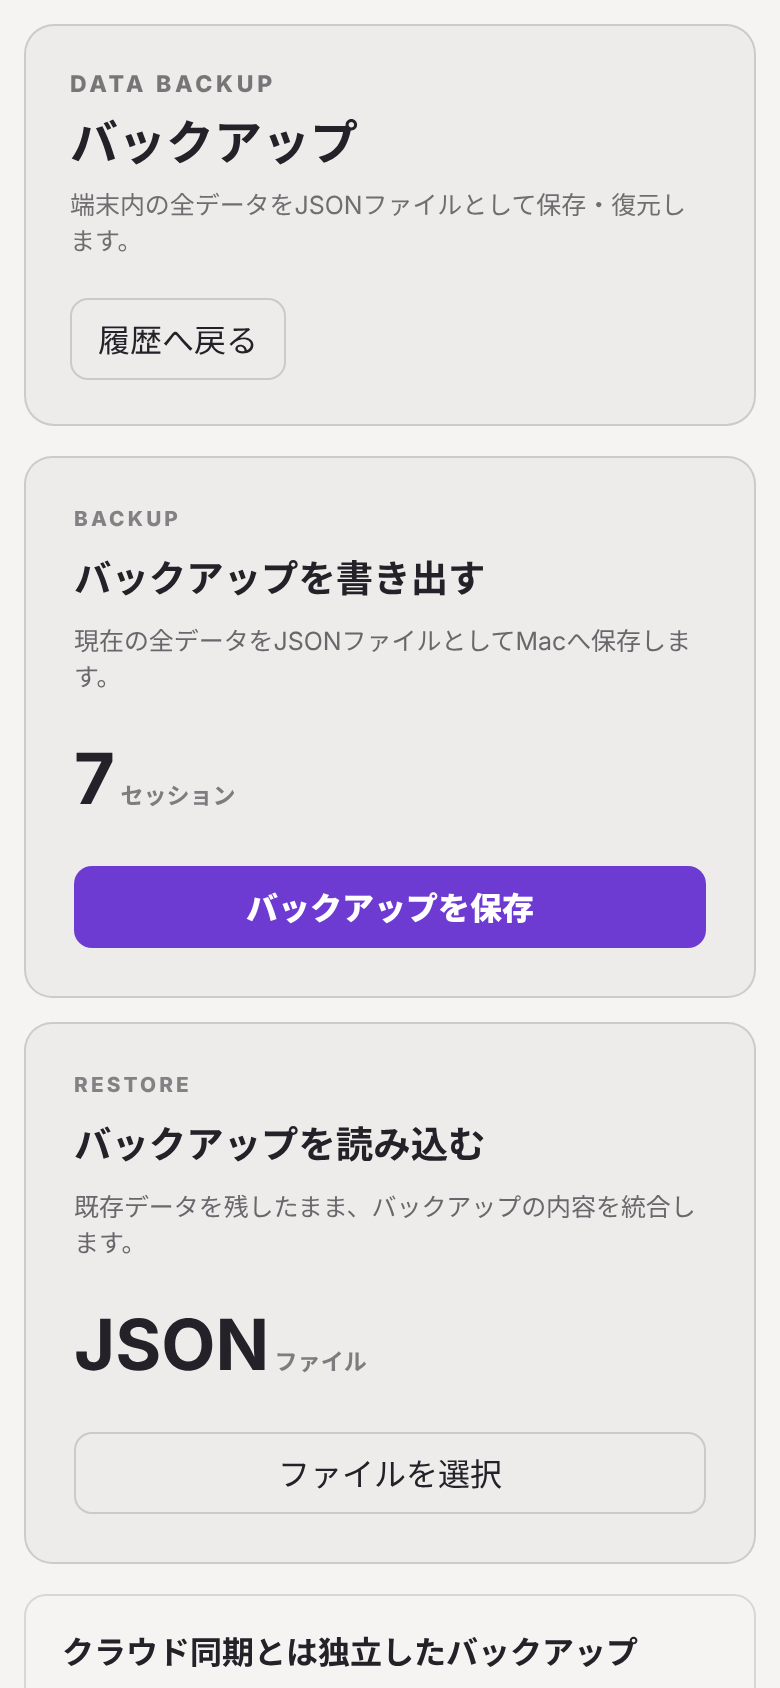 DATA BACKUP
バックアップ
端末内の全データをJSONファイルとして保存・復元し
ます。
履歴へ戻る
BACKUP
バックアップを書き出す
現在の全データをJSONファイルとしてMacへ保存しま
す。
7 セッション
バックアップを保存
RESTORE
バックアップを読み込む
既存データを残したまま、バックアップの内容を統合し
ます。
JSON ファイル
ファイルを選択
クラウド同期とは独立したバックアップ